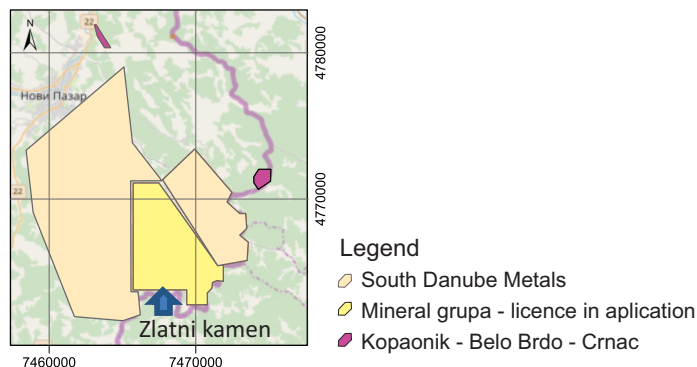 N
22
4780000
Нови Пазар
22
4770000
Zlatni kamen
7460000
7470000
Legend
South Danube Metals
Mineral grupa - licence in aplication
Kopaonik - Belo Brdo - Crnac